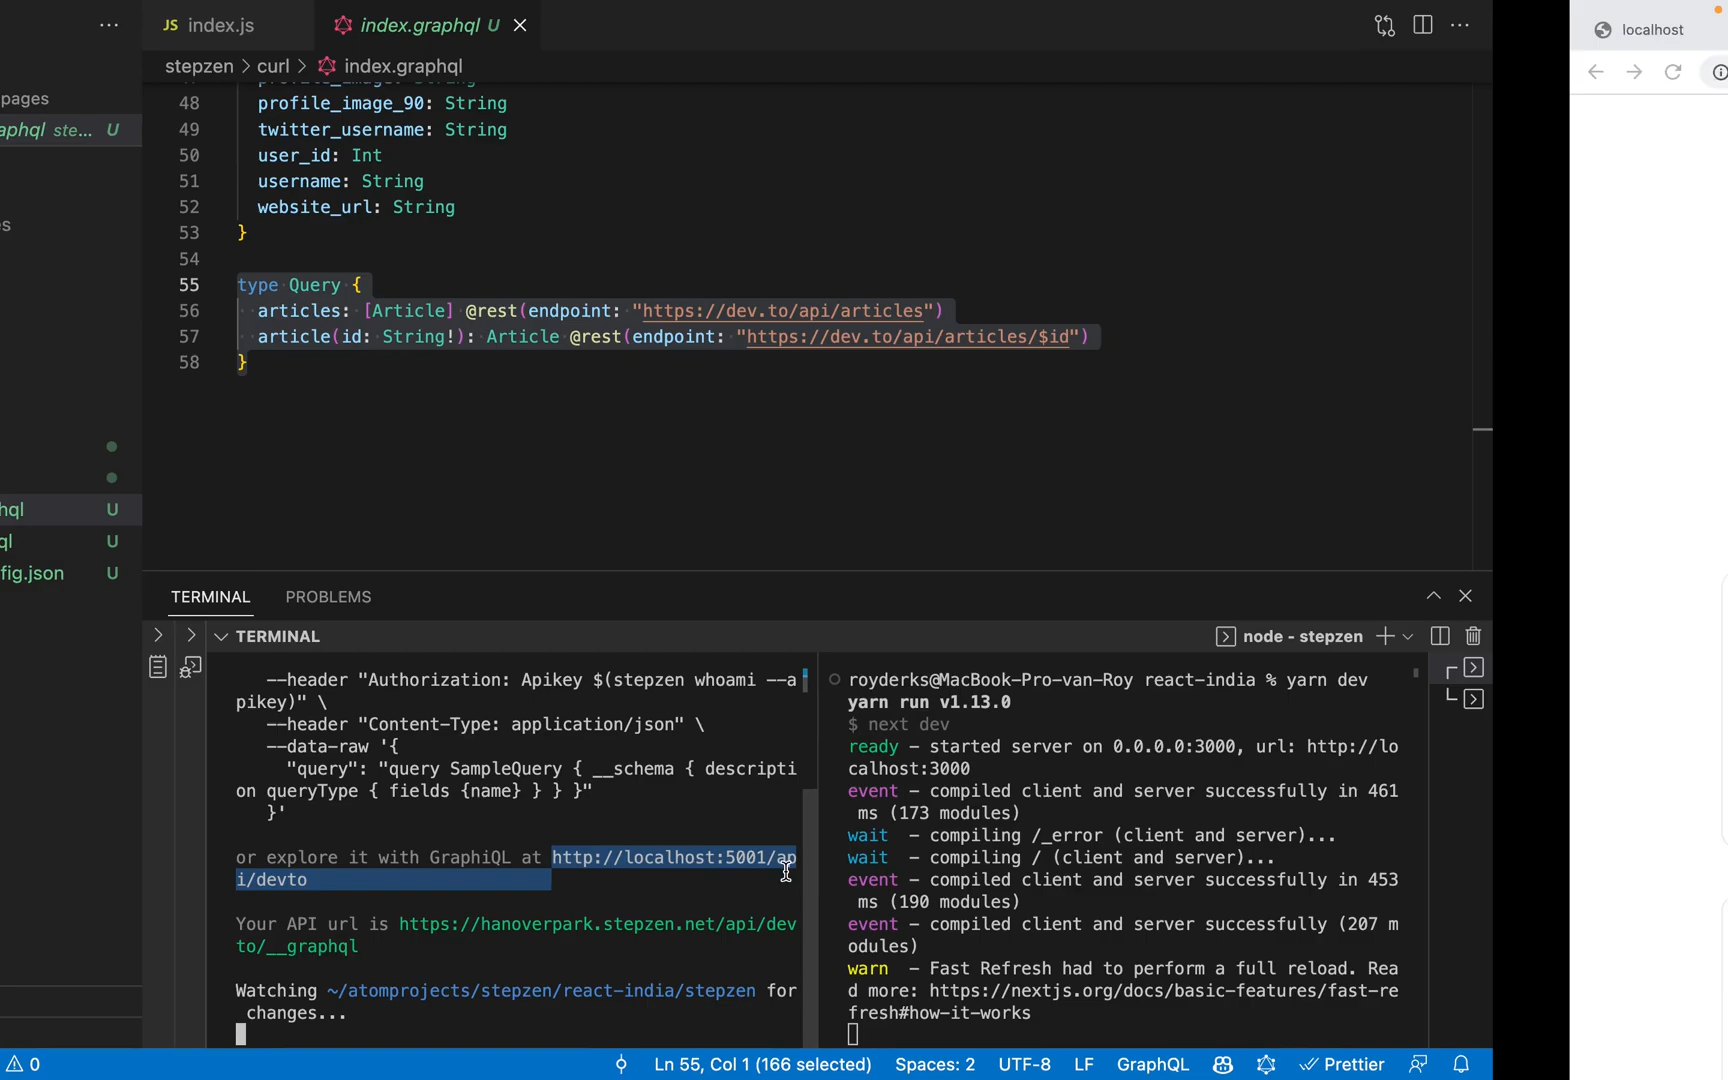 JS index.js
index.graphql U
localhost
stepzen > curl > index.graphql
pages
aphql ste... U
48 profile_image_90: String
49 twitter_username: String
50 user_id: Int
51 username: String
52 website_url: String
53 }
54
55 type Query {
56 articles: [Article] @rest(endpoint: "https://dev.to/api/articles")
57 article(id: String!): Article @rest(endpoint: "https://dev.to/api/articles/$id")
58 }
hql U
ql U
fig.json U
TERMINAL PROBLEMS
TERMINAL
node - stepzen
--header "Authorization: Apikey $(stepzen whoami --a
pikey)" \
--header "Content-Type: application/json" \
--data-raw '{
"query": "query SampleQuery { __schema { descripti
on queryType { fields {name} } } }"
}'
or explore it with GraphiQL at http://localhost:5001/ap
i/devto
Your API url is https://hanoverpark.stepzen.net/api/dev
to/__graphql
Watching ~/atomprojects/stepzen/react-india/stepzen for
changes...
royderks@MacBook-Pro-van-Roy react-india % yarn dev
yarn run v1.13.0
$ next dev
ready - started server on 0.0.0.0:3000, url: http://lo
calhost:3000
event - compiled client and server successfully in 461
ms (173 modules)
wait - compiling /_error (client and server)...
wait - compiling / (client and server)...
event - compiled client and server successfully in 453
ms (190 modules)
event - compiled client and server successfully (207 m
odules)
warn - Fast Refresh had to perform a full reload. Rea
d more: https://nextjs.org/docs/basic-features/fast-re
fresh#how-it-works
0
Ln 55, Col 1 (166 selected) Spaces: 2 UTF-8 LF GraphQL Prettier